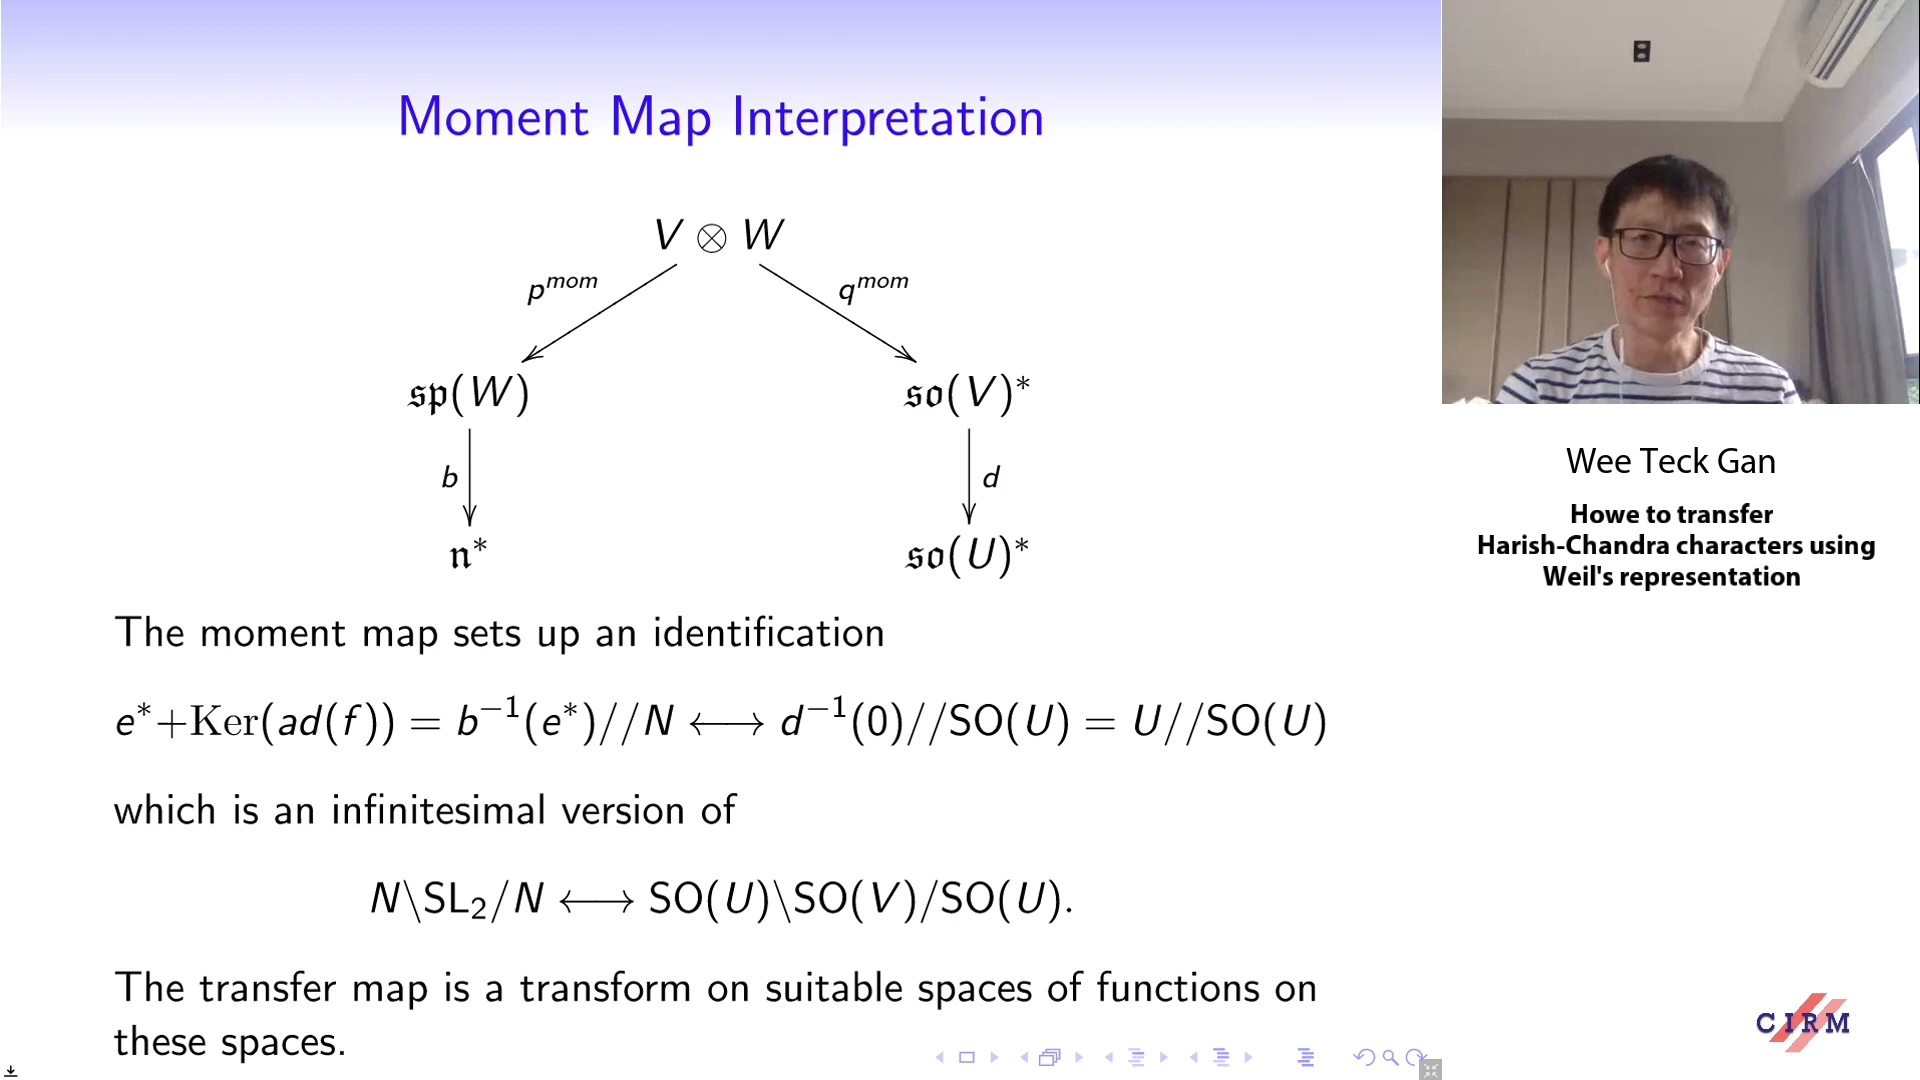 Moment Map Interpretation
V ⊗ W
p^mom
q^mom
𝔰𝔭(W)
𝔰𝔬(V)*
b
d
𝔫*
𝔰𝔬(U)*
The moment map sets up an identification
e*+Ker(ad(f)) = b⁻¹(e*)//N ⟷ d⁻¹(0)//SO(U) = U//SO(U)
which is an infinitesimal version of
N\SL₂/N ⟷ SO(U)\SO(V)/SO(U).
The transfer map is a transform on suitable spaces of functions on
these spaces.
Wee Teck Gan
Howe to transfer
Harish-Chandra characters using
Weil's representation
CIRM